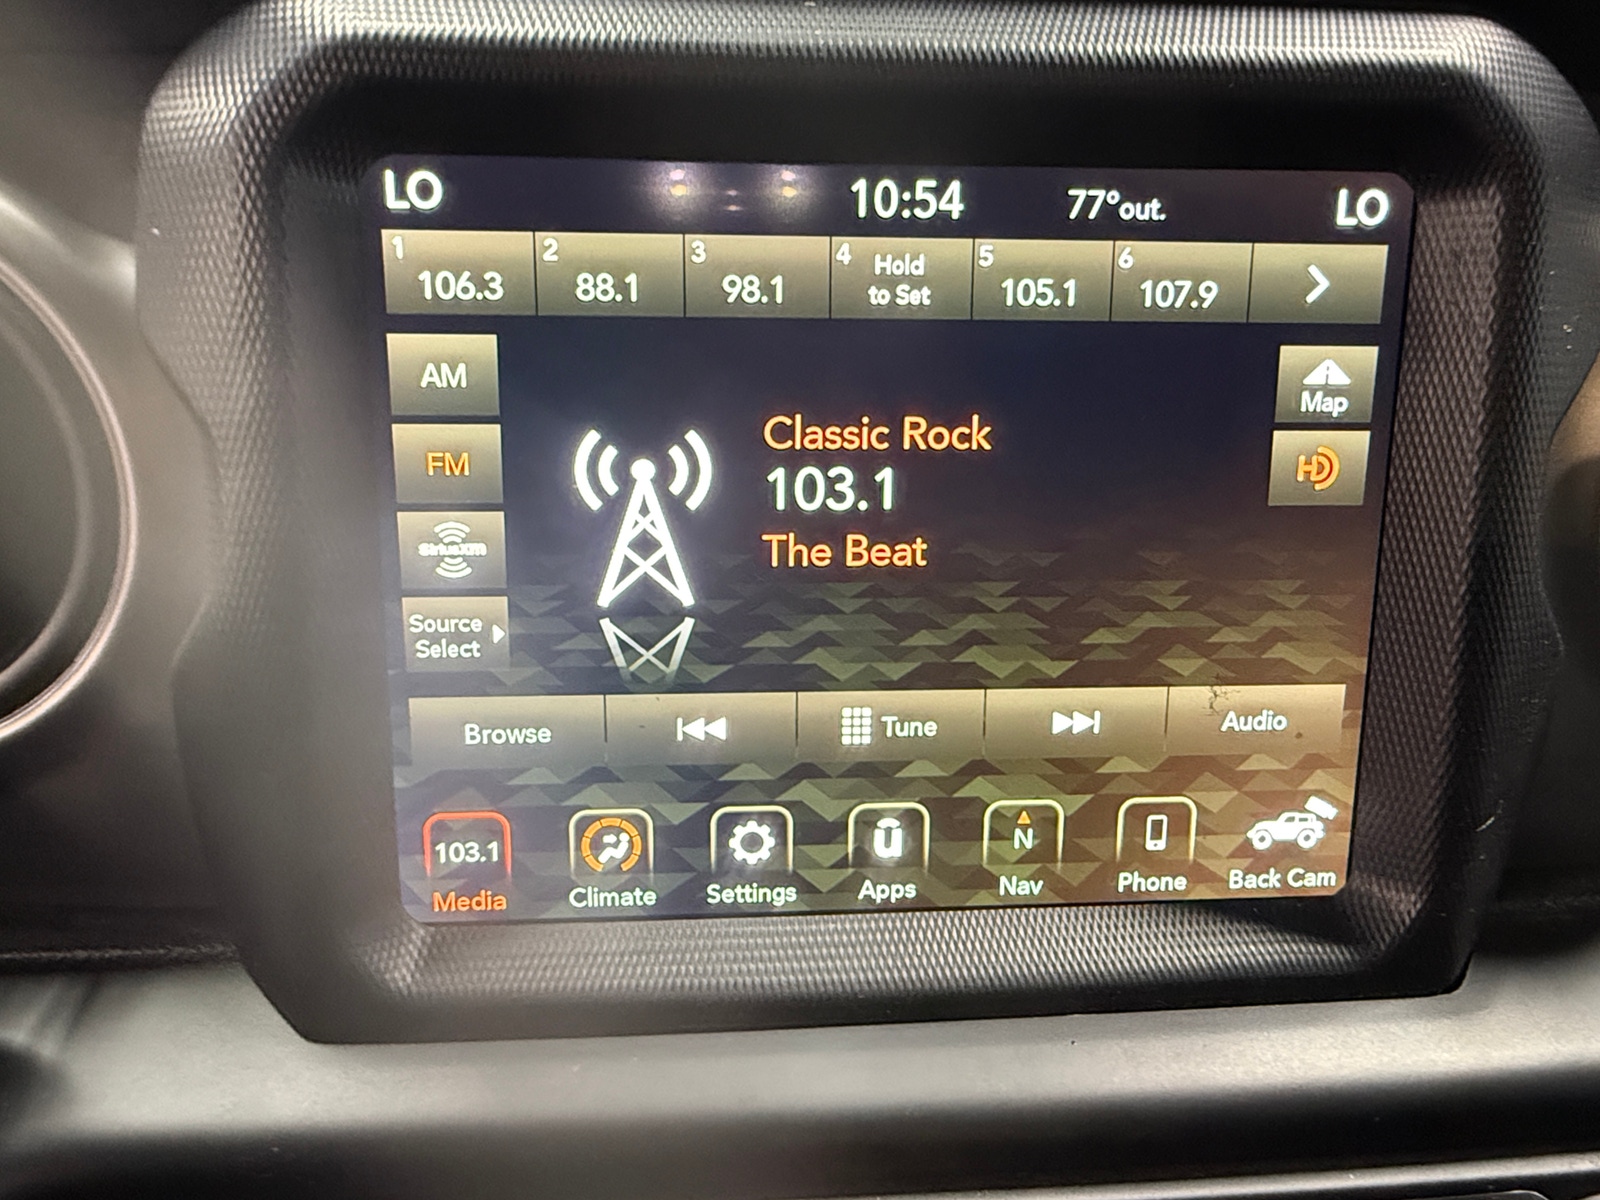 LO 10:54 77°out. LO
1 106.3 2 88.1 3 98.1 4 Hold to Set 5 105.1 6 107.9
AM
Map
Classic Rock
FM
HD
103.1
SiriusXM
The Beat
Source
Select
Browse Tune Audio
103.1 N
Media Climate Settings Apps Nav Phone Back Cam